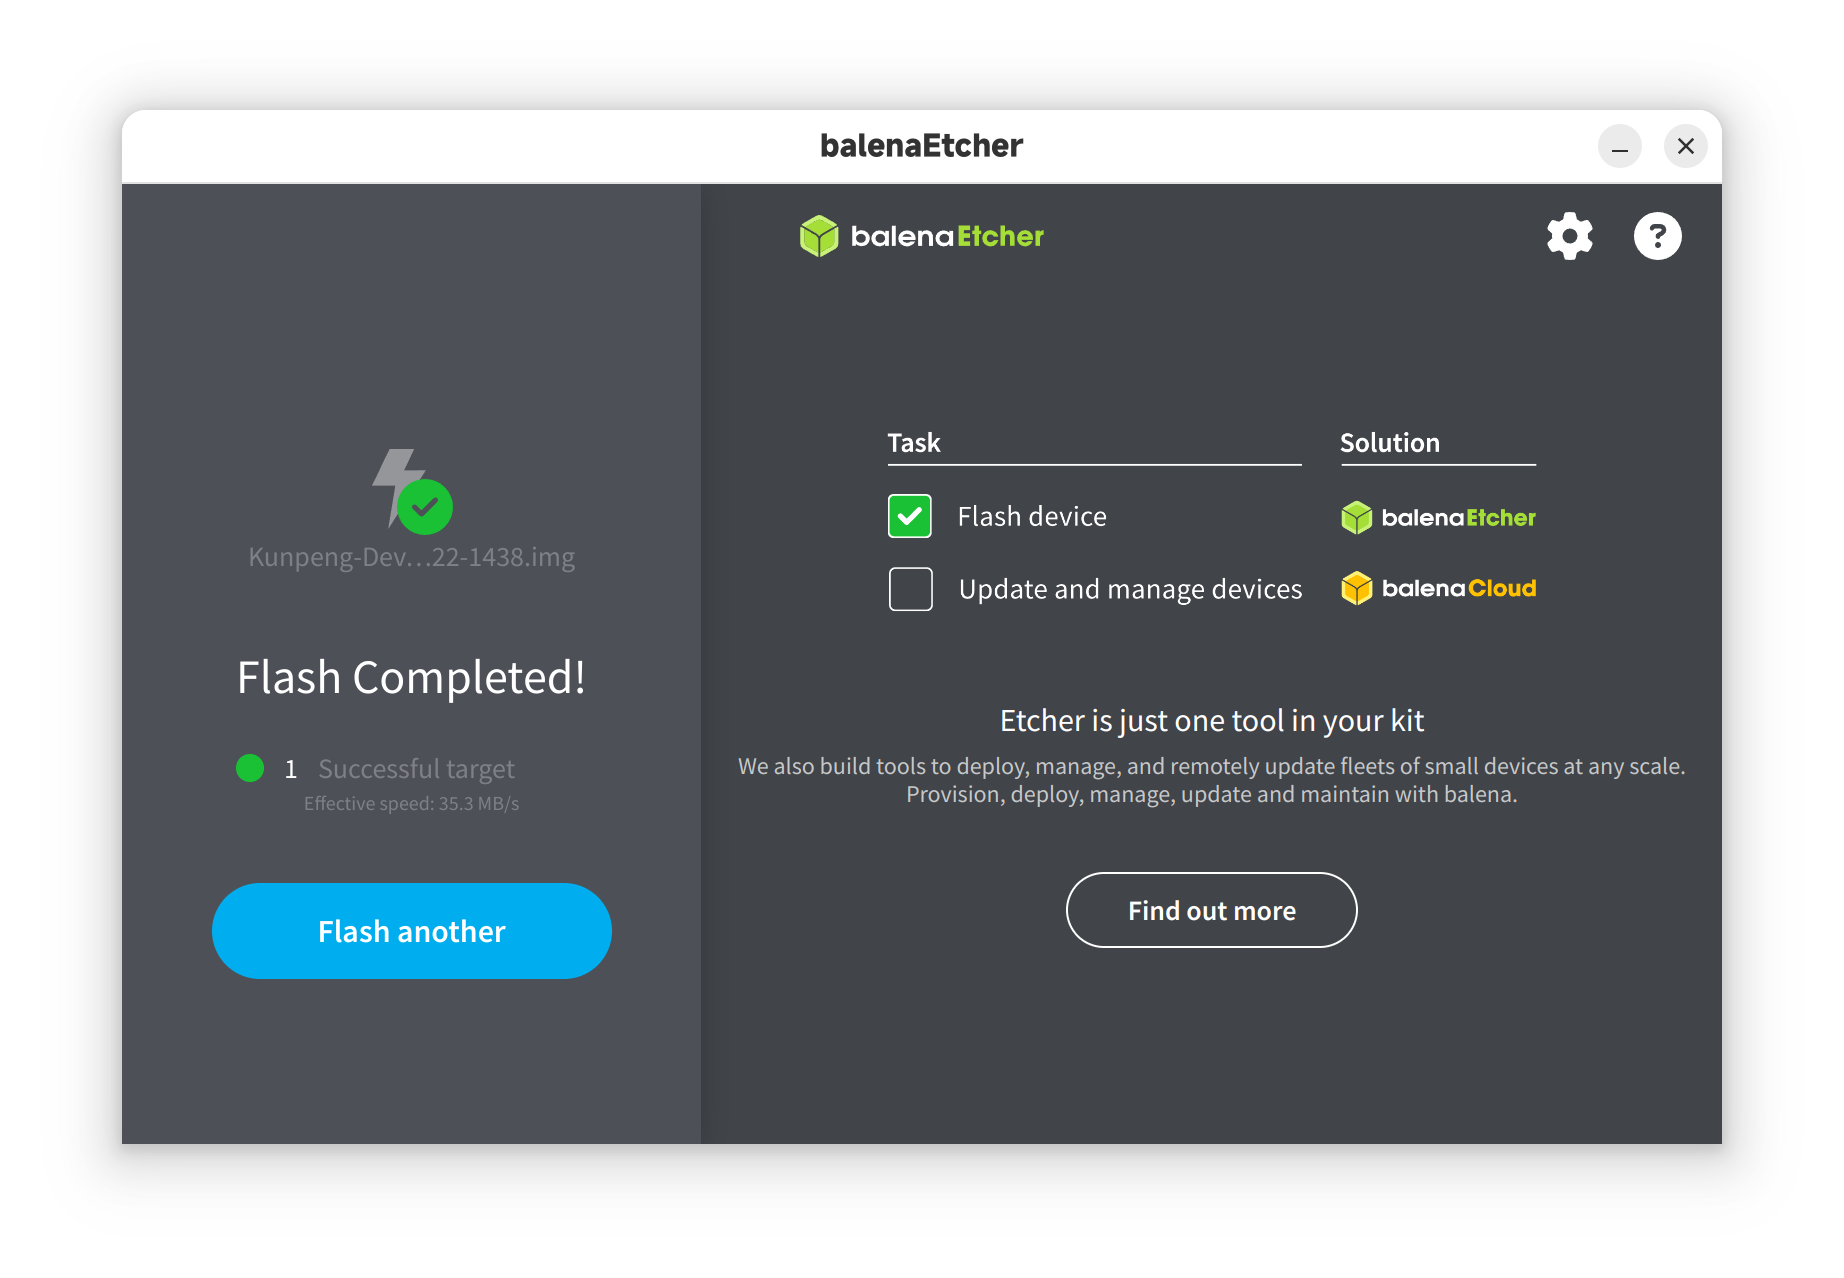 balenaEtcher
balenaEtcher
?
Kunpeng-Dev...22-1438.img
Flash Completed!
1 Successful target
Effective speed: 35.3 MB/s
Flash another
Task Solution
Flash device balenaEtcher
Update and manage devices balenaCloud
Etcher is just one tool in your kit
We also build tools to deploy, manage, and remotely update fleets of small devices at any scale.
Provision, deploy, manage, update and maintain with balena.
Find out more